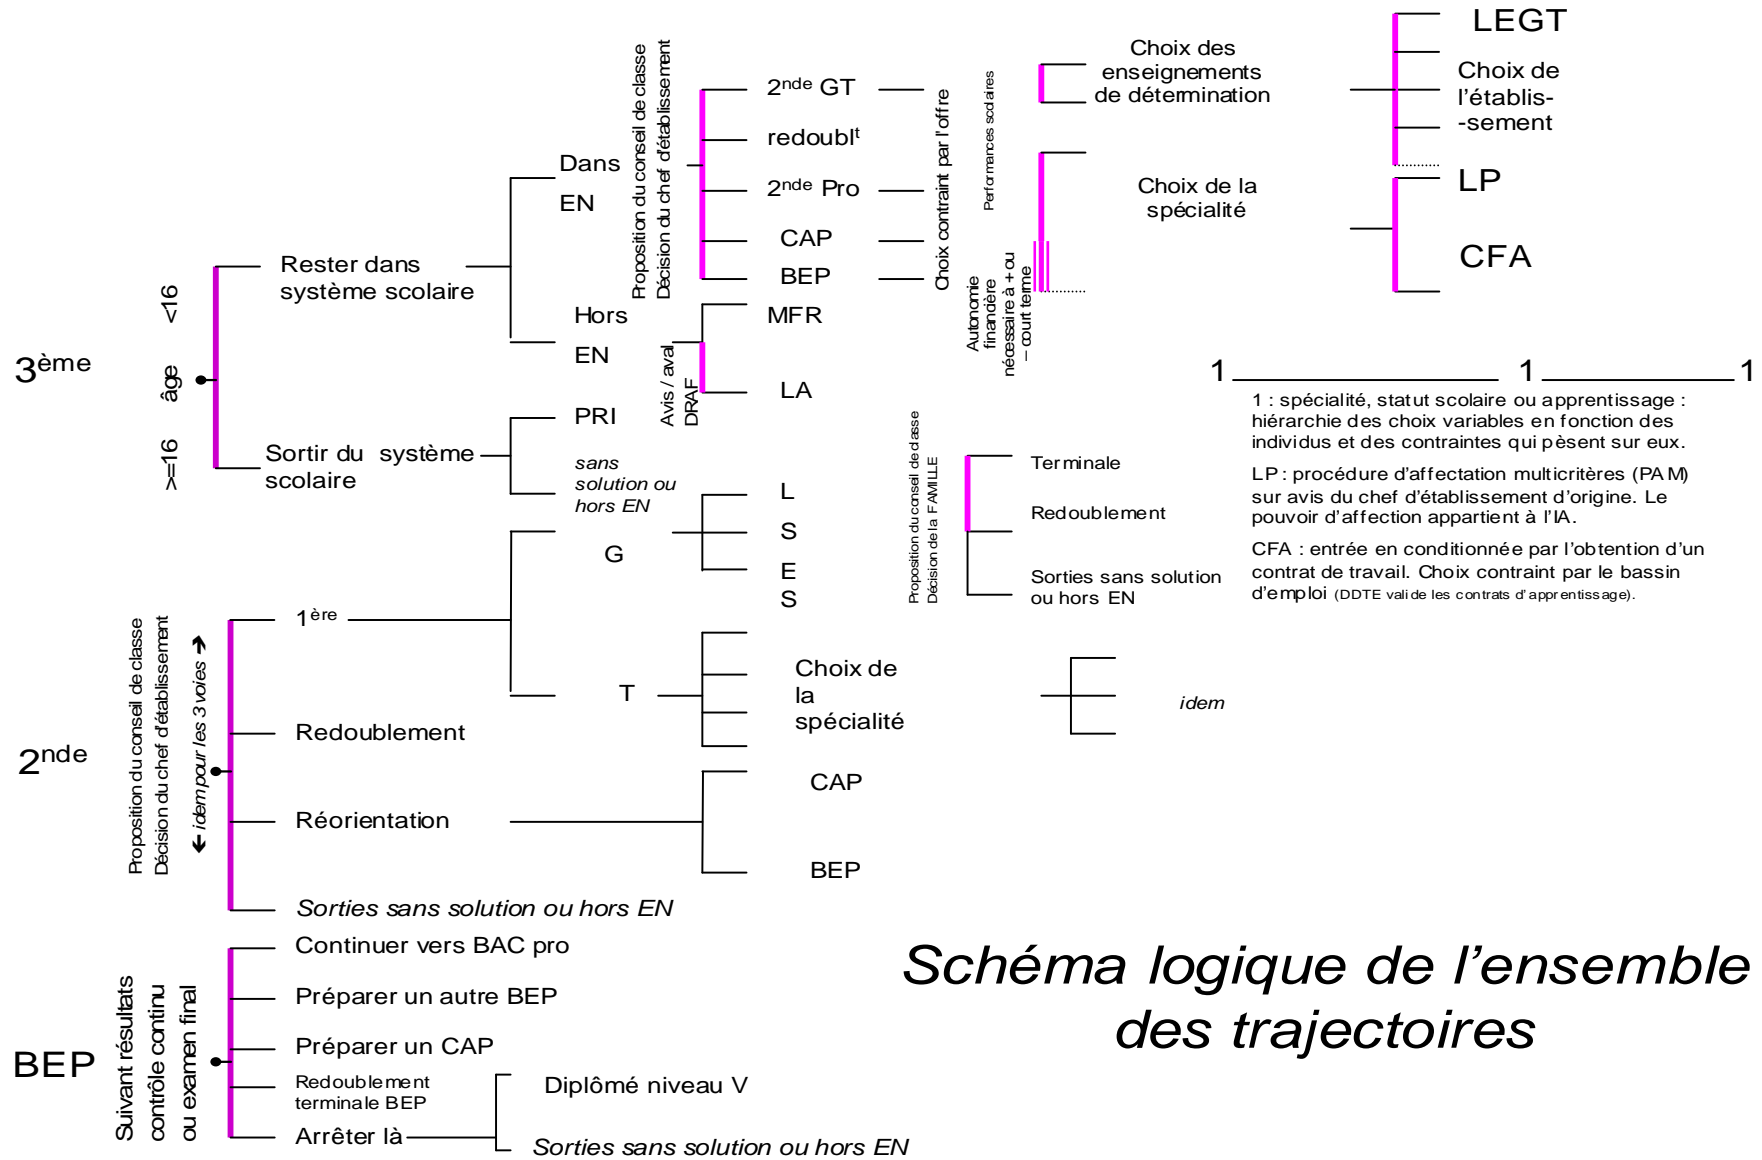 3ème
>=16 âge <16
Rester dans
système scolaire
Sortir du système
scolaire
Dans
EN
Hors
EN
PRI
sans
solution ou
hors EN
Proposition du conseil de classe
Décision du chef d'établissement
2nde GT
redoublt
2nde Pro
CAP
BEP
Avis / aval
DRAF
MFR
LA
Choix contraint par l'offre
Performances scolaires
Autonomie
financière
nécessaire à + ou
– court terme
Choix des
enseignements
de détermination
Choix de la
spécialité
LEGT
Choix de
l'établis-
-sement
LP
CFA
1 1 1
1 : spécialité, statut scolaire ou apprentissage :
hiérarchie des choix variables en fonction des
individus et des contraintes qui pèsent sur eux.
LP : procédure d'affectation multicritères (PAM)
sur avis du chef d'établissement d'origine. Le
pouvoir d'affection appartient à l'IA.
CFA : entrée en conditionnée par l'obtention d'un
contrat de travail. Choix contraint par le bassin
d'emploi (DDTE valide les contrats d'apprentissage).
2nde
Proposition du conseil de classe
Décision du chef d'établissement
← idem pour les 3 voies →
1ère
Redoublement
Réorientation
Sorties sans solution ou hors EN
G
T
L
S
E
S
Choix de
la
spécialité
CAP
BEP
Proposition du conseil de classe
Décision de la FAMILLE
Terminale
Redoublement
Sorties sans solution
ou hors EN
idem
BEP
Suivant résultats
contrôle continu
ou examen final
Continuer vers BAC pro
Préparer un autre BEP
Préparer un CAP
Redoublement
terminale BEP
Arrêter là
Diplômé niveau V
Sorties sans solution ou hors EN
Schéma logique de l'ensemble
des trajectoires